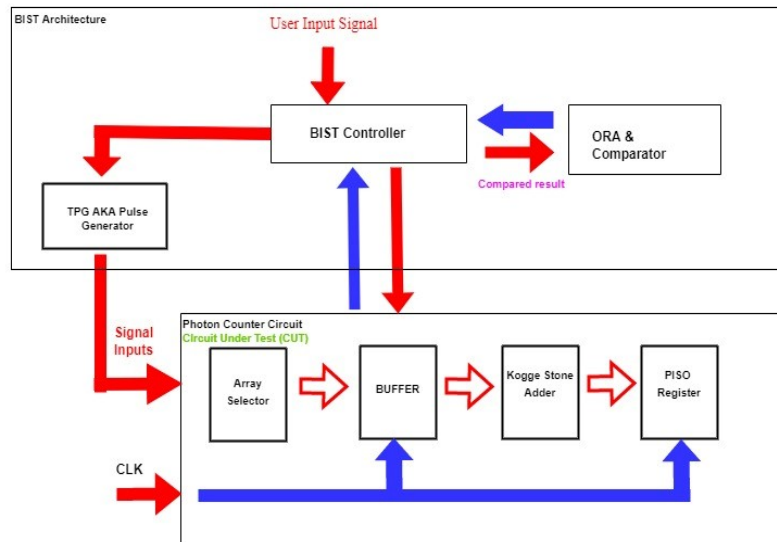 BIST Architecture
User Input Signal
BIST Controller
ORA &
Comparator
Compared result
TPG AKA Pulse
Generator
Signal
Inputs
Photon Counter Circuit
CIrcuit Under Test (CUT)
Array
Selector
BUFFER
Kogge Stone
Adder
PISO
Register
CLK